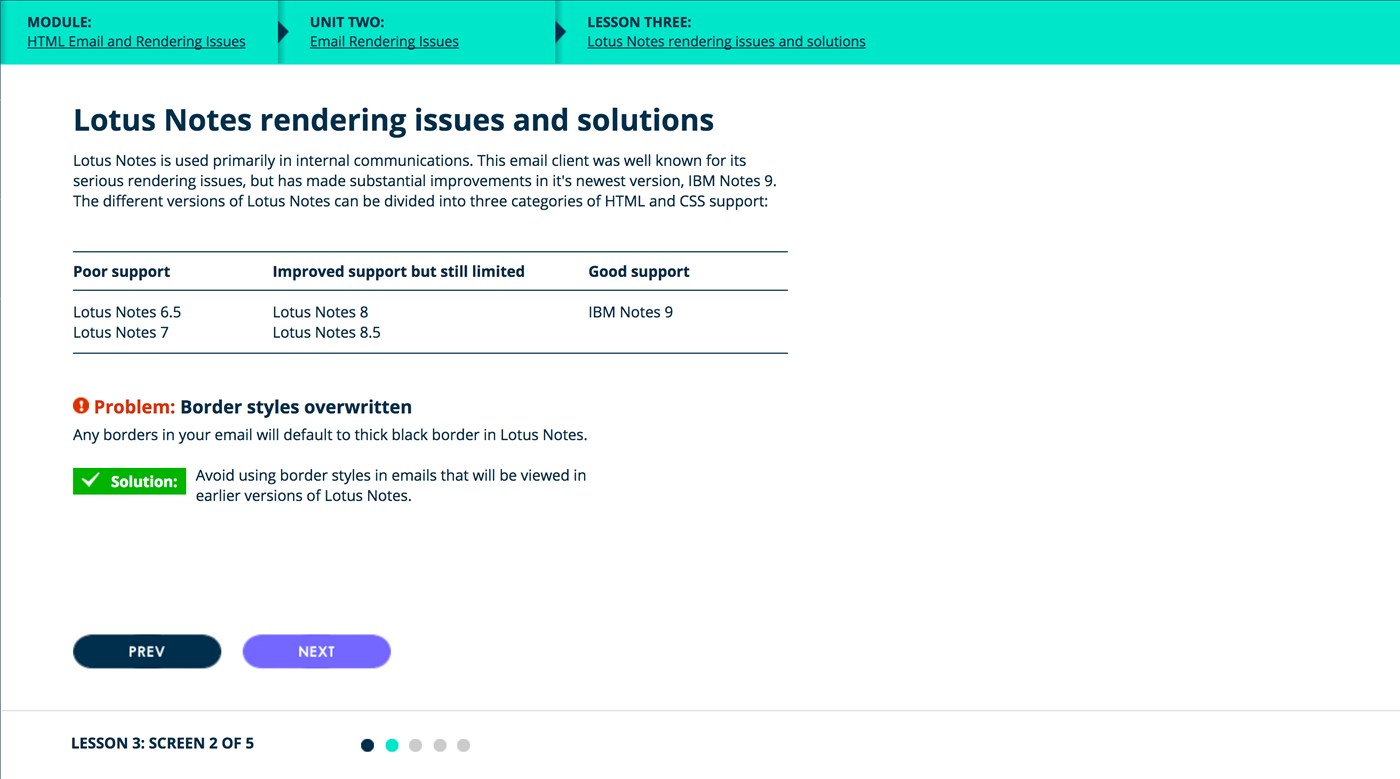 MODULE:
HTML Email and Rendering Issues
UNIT TWO:
Email Rendering Issues
LESSON THREE:
Lotus Notes rendering issues and solutions
Lotus Notes rendering issues and solutions
Lotus Notes is used primarily in internal communications. This email client was well known for its
serious rendering issues, but has made substantial improvements in it's newest version, IBM Notes 9.
The different versions of Lotus Notes can be divided into three categories of HTML and CSS support:
Poor support
Improved support but still limited
Good support
Lotus Notes 6.5
Lotus Notes 8
IBM Notes 9
Lotus Notes 7
Lotus Notes 8.5
Problem: Border styles overwritten
Any borders in your email will default to thick black border in Lotus Notes.
Solution:
Avoid using border styles in emails that will be viewed in
earlier versions of Lotus Notes.
PREV
NEXT
LESSON 3: SCREEN 2 OF 5